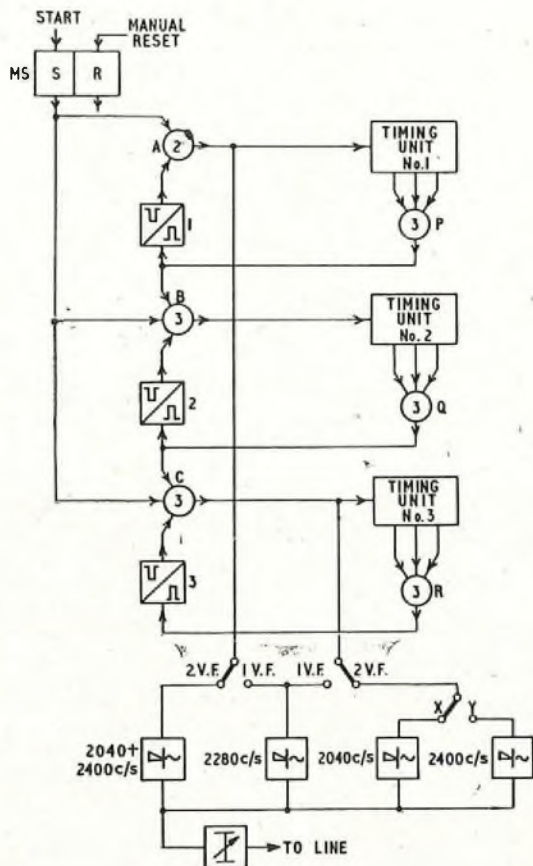 START
MANUAL
RESET
MS S R
A 2
TIMING
UNIT
No.1
1
3 P
B
3
TIMING
UNIT
No.2
2
3 Q
C
3
TIMING
UNIT
No.3
3
3 R
2 V.F. 1 V.F. 1 V.F. 2 V.F.
X Y
2040+
2400c/s
2280c/s
2040c/s
2400c/s
TO LINE